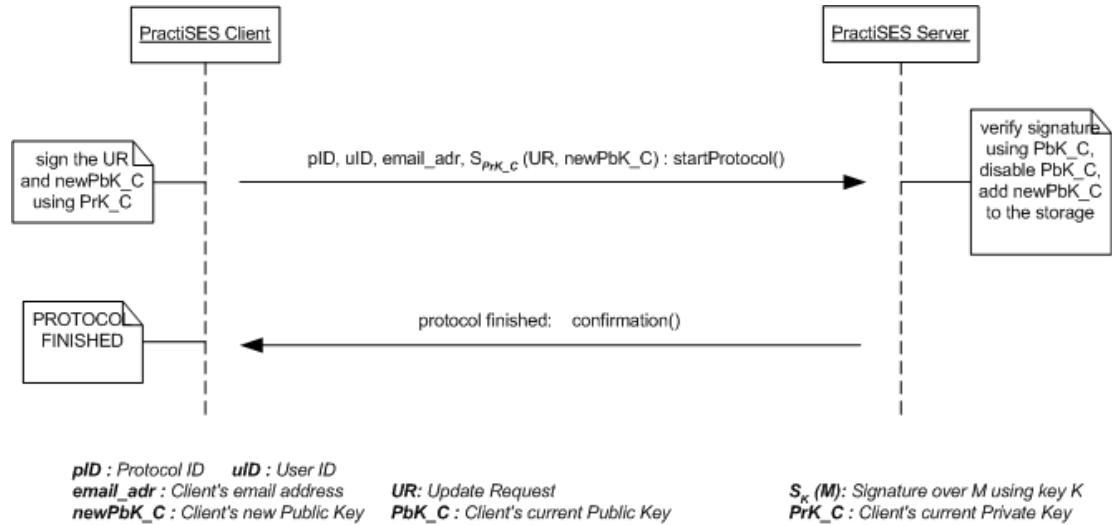 PractiSES Client
PractiSES Server
sign the UR
and newPbK_C
using PrK_C
pID, uID, email_adr, S_PrK_C (UR, newPbK_C) : startProtocol()
verify signature
using PbK_C,
disable PbK_C,
add newPbK_C
to the storage
PROTOCOL
FINISHED
protocol finished: confirmation()
pID : Protocol ID uID : User ID
email_adr : Client's email address UR: Update Request S_K (M): Signature over M using key K
newPbK_C : Client's new Public Key PbK_C : Client's current Public Key PrK_C : Client's current Private Key